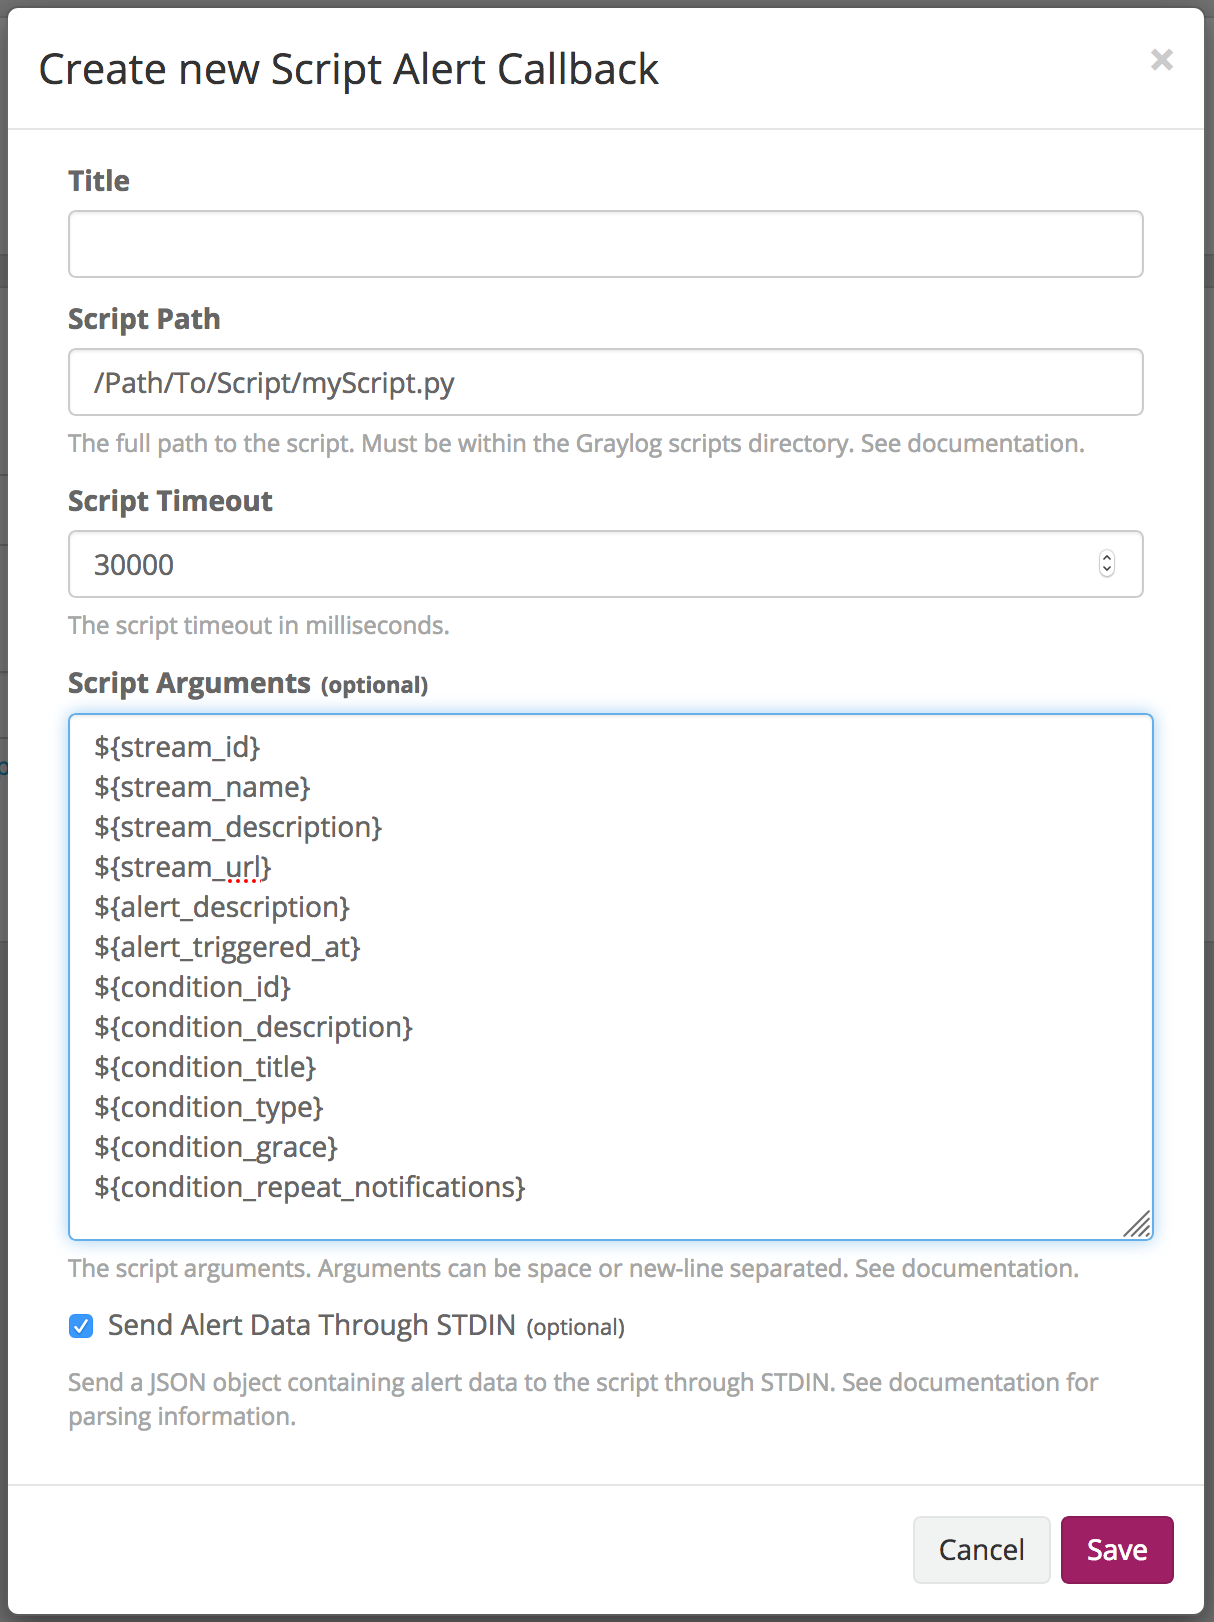 Create new Script Alert Callback
×
Title
Script Path
/Path/To/Script/myScript.py
The full path to the script. Must be within the Graylog scripts directory. See documentation.
Script Timeout
30000
The script timeout in milliseconds.
Script Arguments (optional)
${stream_id}
${stream_name}
${stream_description}
${stream_url}
${alert_description}
${alert_triggered_at}
${condition_id}
${condition_description}
${condition_title}
${condition_type}
${condition_grace}
${condition_repeat_notifications}
The script arguments. Arguments can be space or new-line separated. See documentation.
Send Alert Data Through STDIN (optional)
Send a JSON object containing alert data to the script through STDIN. See documentation for
parsing information.
Cancel Save